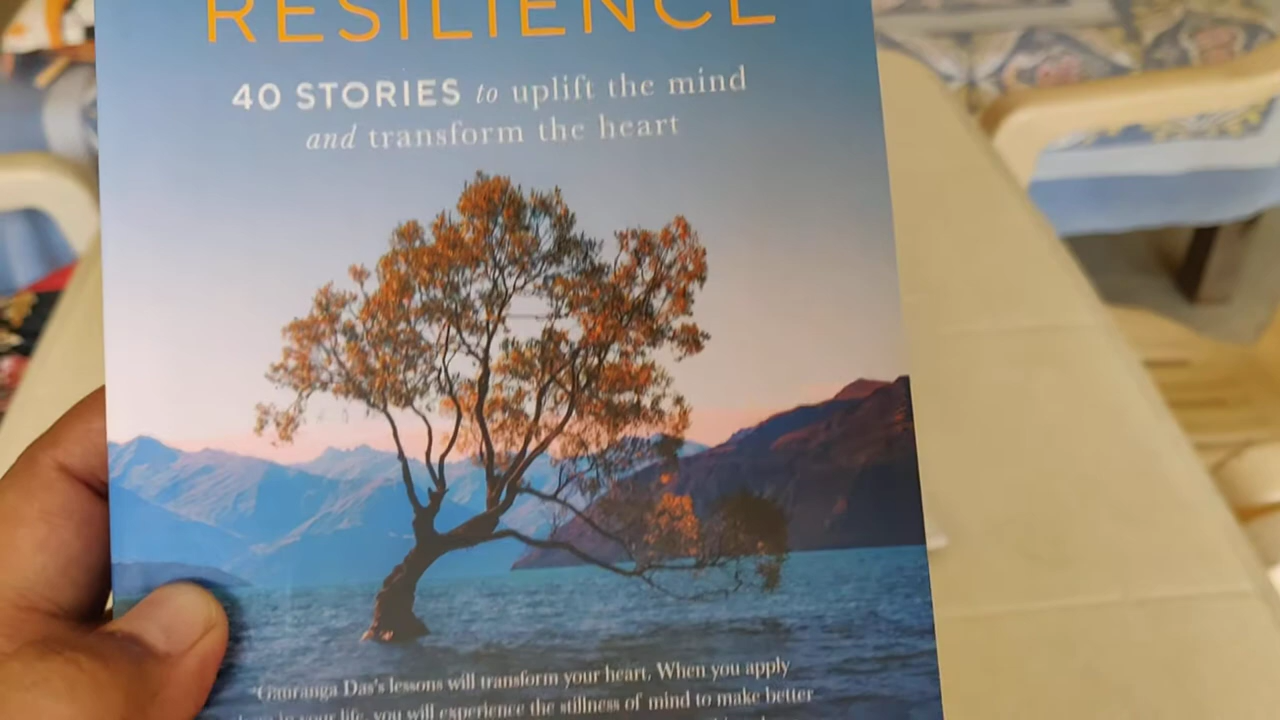 RESILIENCE
40 STORIES to uplift the mind
and transform the heart
"Gauranga Das's lessons will transform your heart. When you apply
in your life, you will experience the stillness of mind to make better